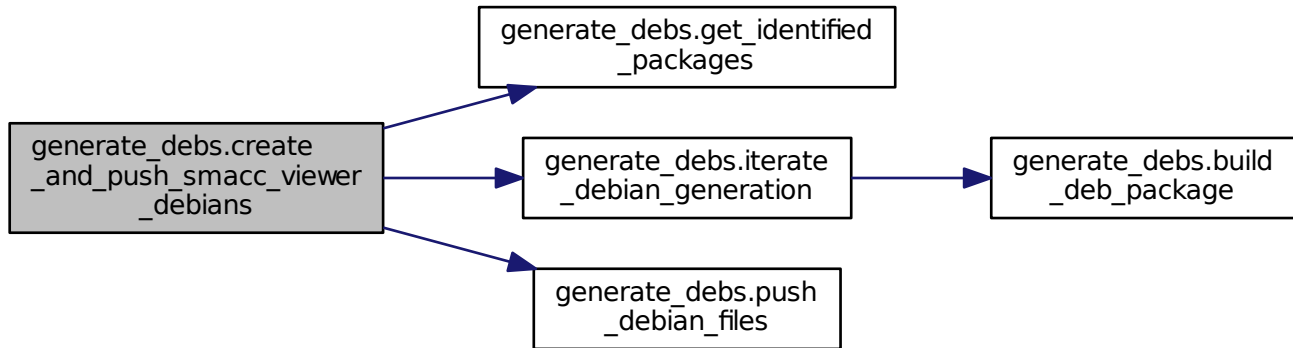 generate_debs.create
_and_push_smacc_viewer
_debians
generate_debs.get_identified
_packages
generate_debs.iterate
_debian_generation
generate_debs.build
_deb_package
generate_debs.push
_debian_files